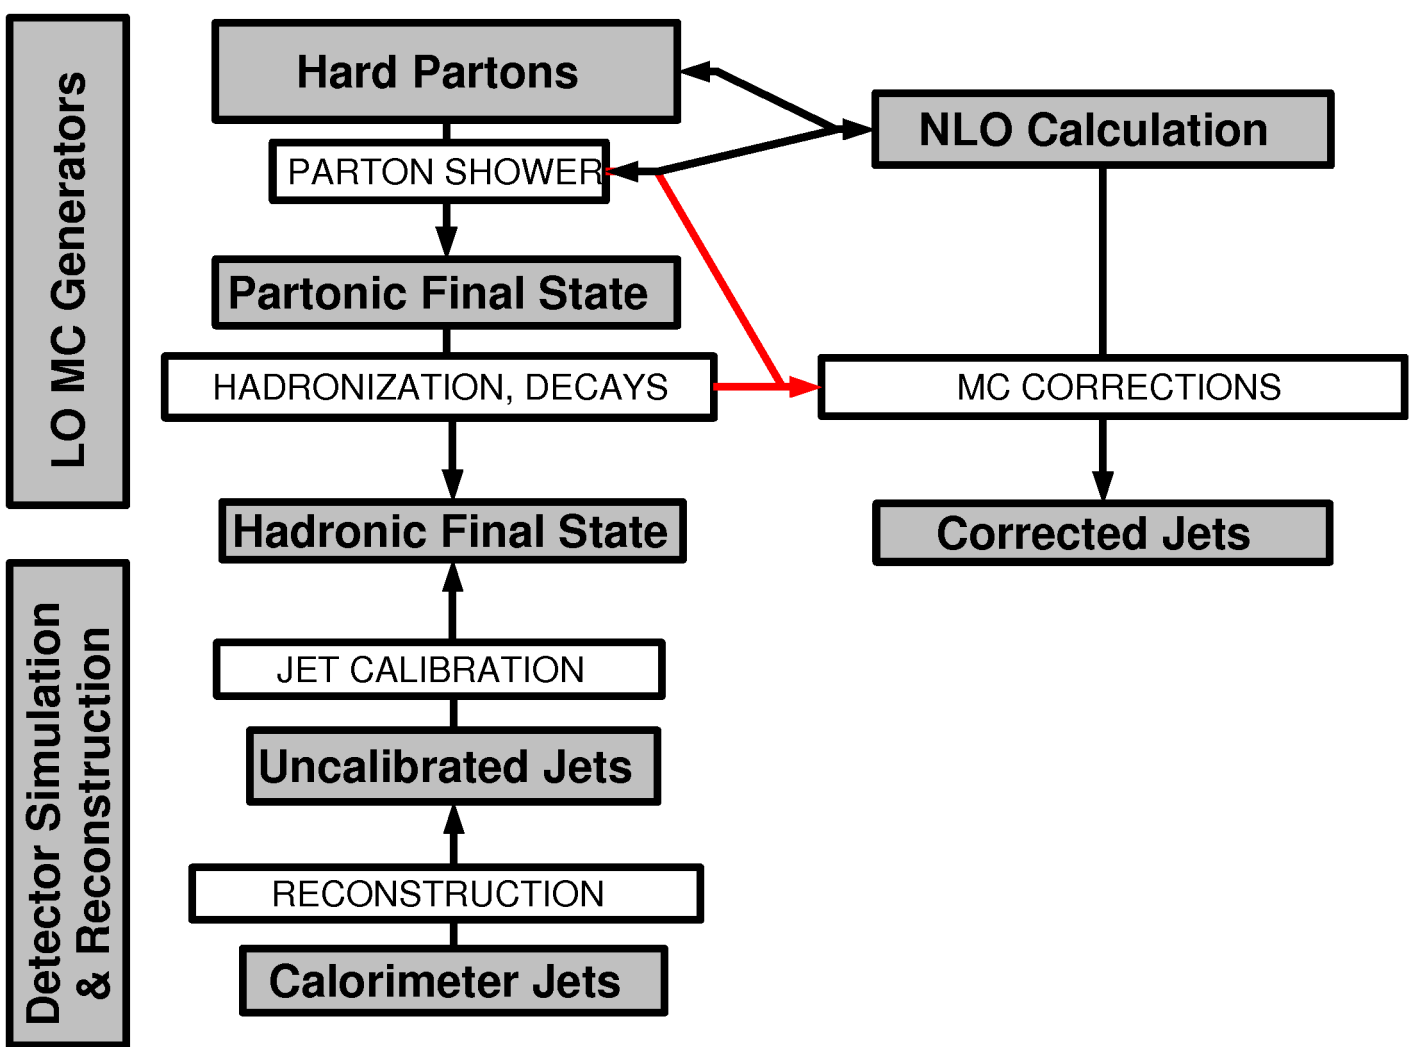 LO MC Generators
Hard Partons
NLO Calculation
PARTON SHOWER
Partonic Final State
HADRONIZATION, DECAYS
MC CORRECTIONS
Hadronic Final State
Corrected Jets
Detector Simulation
& Reconstruction
JET CALIBRATION
Uncalibrated Jets
RECONSTRUCTION
Calorimeter Jets